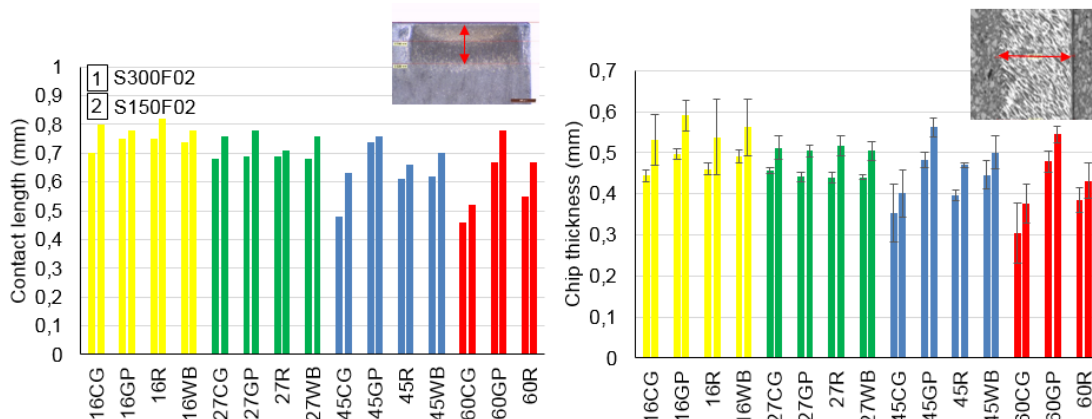 Contact length (mm)
1
0,9
0,8
0,7
0,6
0,5
0,4
0,3
0,2
0,1
0
1 S300F02
2 S150F02
16CG
16GP
16R
16WB
27CG
27GP
27R
27WB
45CG
45GP
45R
45WB
60CG
60GP
60R
Chip thickness (mm)
0,7
0,6
0,5
0,4
0,3
0,2
0,1
0
16CG
16GP
16R
16WB
27CG
27GP
27R
27WB
45CG
45GP
45R
45WB
60CG
60GP
60R